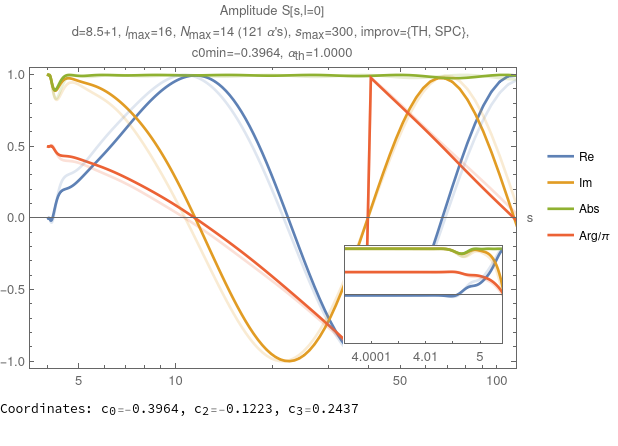 Amplitude S[s,l=0]
d=8.5+1, lmax=16, Nmax=14 (121 α's), smax=300, improv={TH, SPC},
c0min=-0.3964, αth=1.0000
1.0
0.5
0.0
-0.5
-1.0
s
Re
Im
Abs
Arg/π
4.0001 4.01 5
5 10 50 100
Coordinates: c0=-0.3964, c2=-0.1223, c3=0.2437